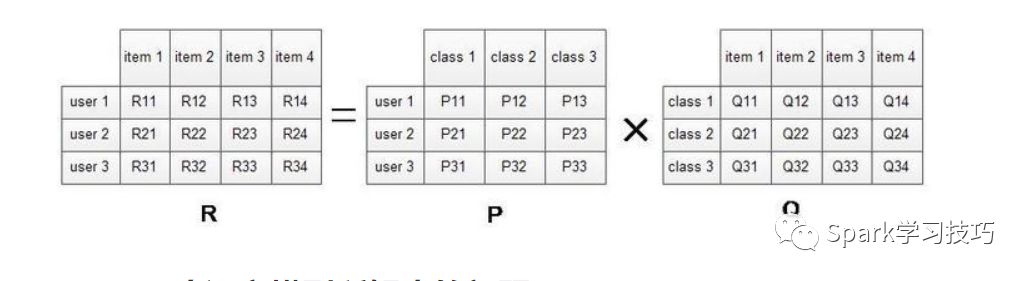 item 1 item 2 item 3 item 4
user 1 R11 R12 R13 R14
user 2 R21 R22 R23 R24
user 3 R31 R32 R33 R34
R
=
class 1 class 2 class 3
user 1 P11 P12 P13
user 2 P21 P22 P23
user 3 P31 P32 P33
P
×
item 1 item 2 item 3 item 4
class 1 Q11 Q12 Q13 Q14
class 2 Q21 Q22 Q23 Q24
class 3 Q31 Q32 Q33 Q34
Q
Spark学习技巧